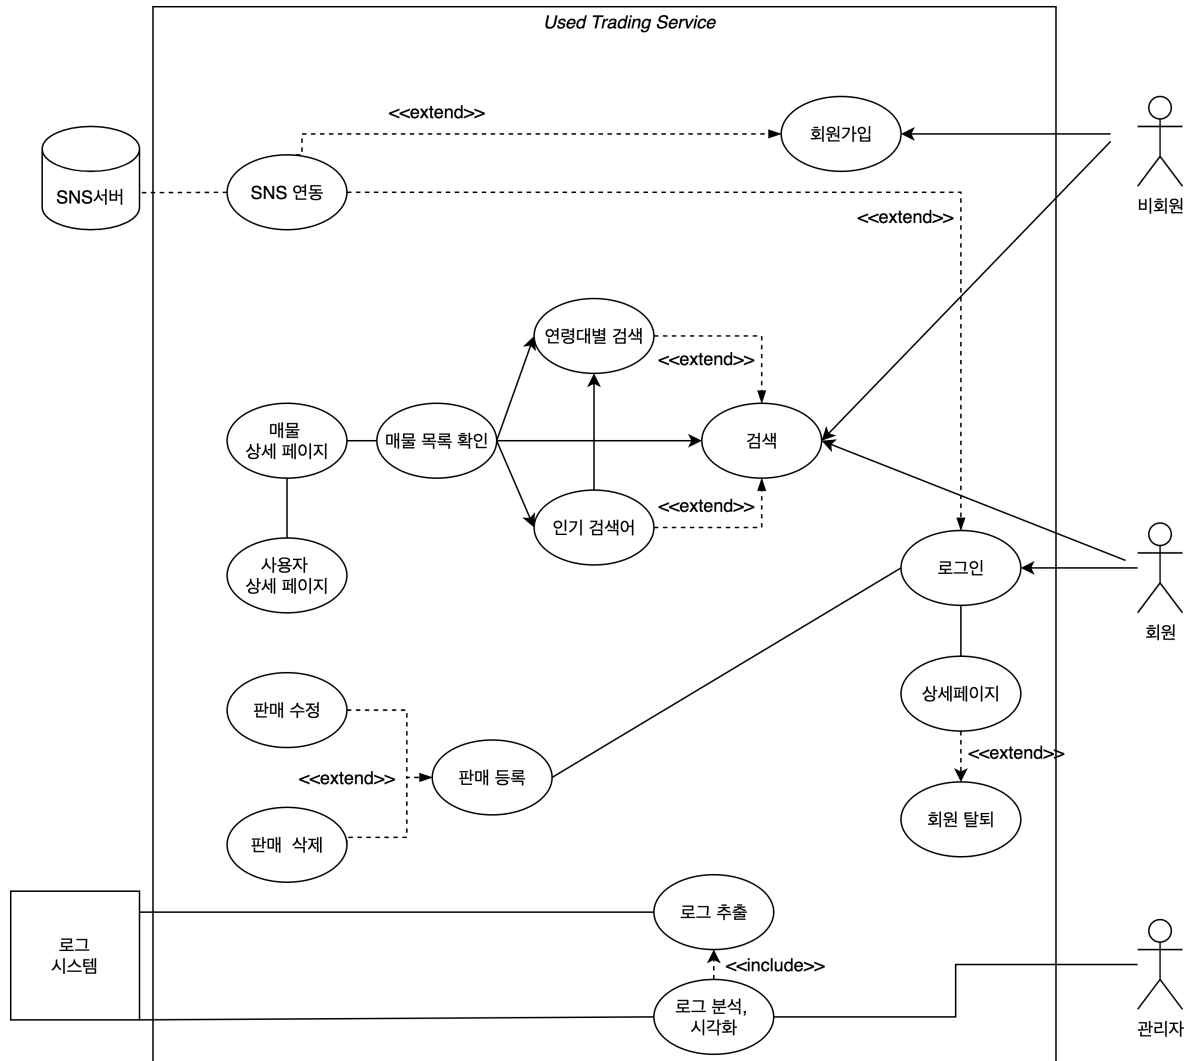 Used Trading Service
<<extend>>
회원가입
SNS서버
SNS 연동
비회원
<<extend>>
연령대별 검색
<<extend>>
매물
상세 페이지
매물 목록 확인
검색
<<extend>>
인기 검색어
사용자
상세 페이지
로그인
회원
상세페이지
판매 수정
<<extend>>
<<extend>>
판매 등록
회원 탈퇴
판매  삭제
로그 추출
로그
시스템
<<include>>
로그 분석,
시각화
관리자